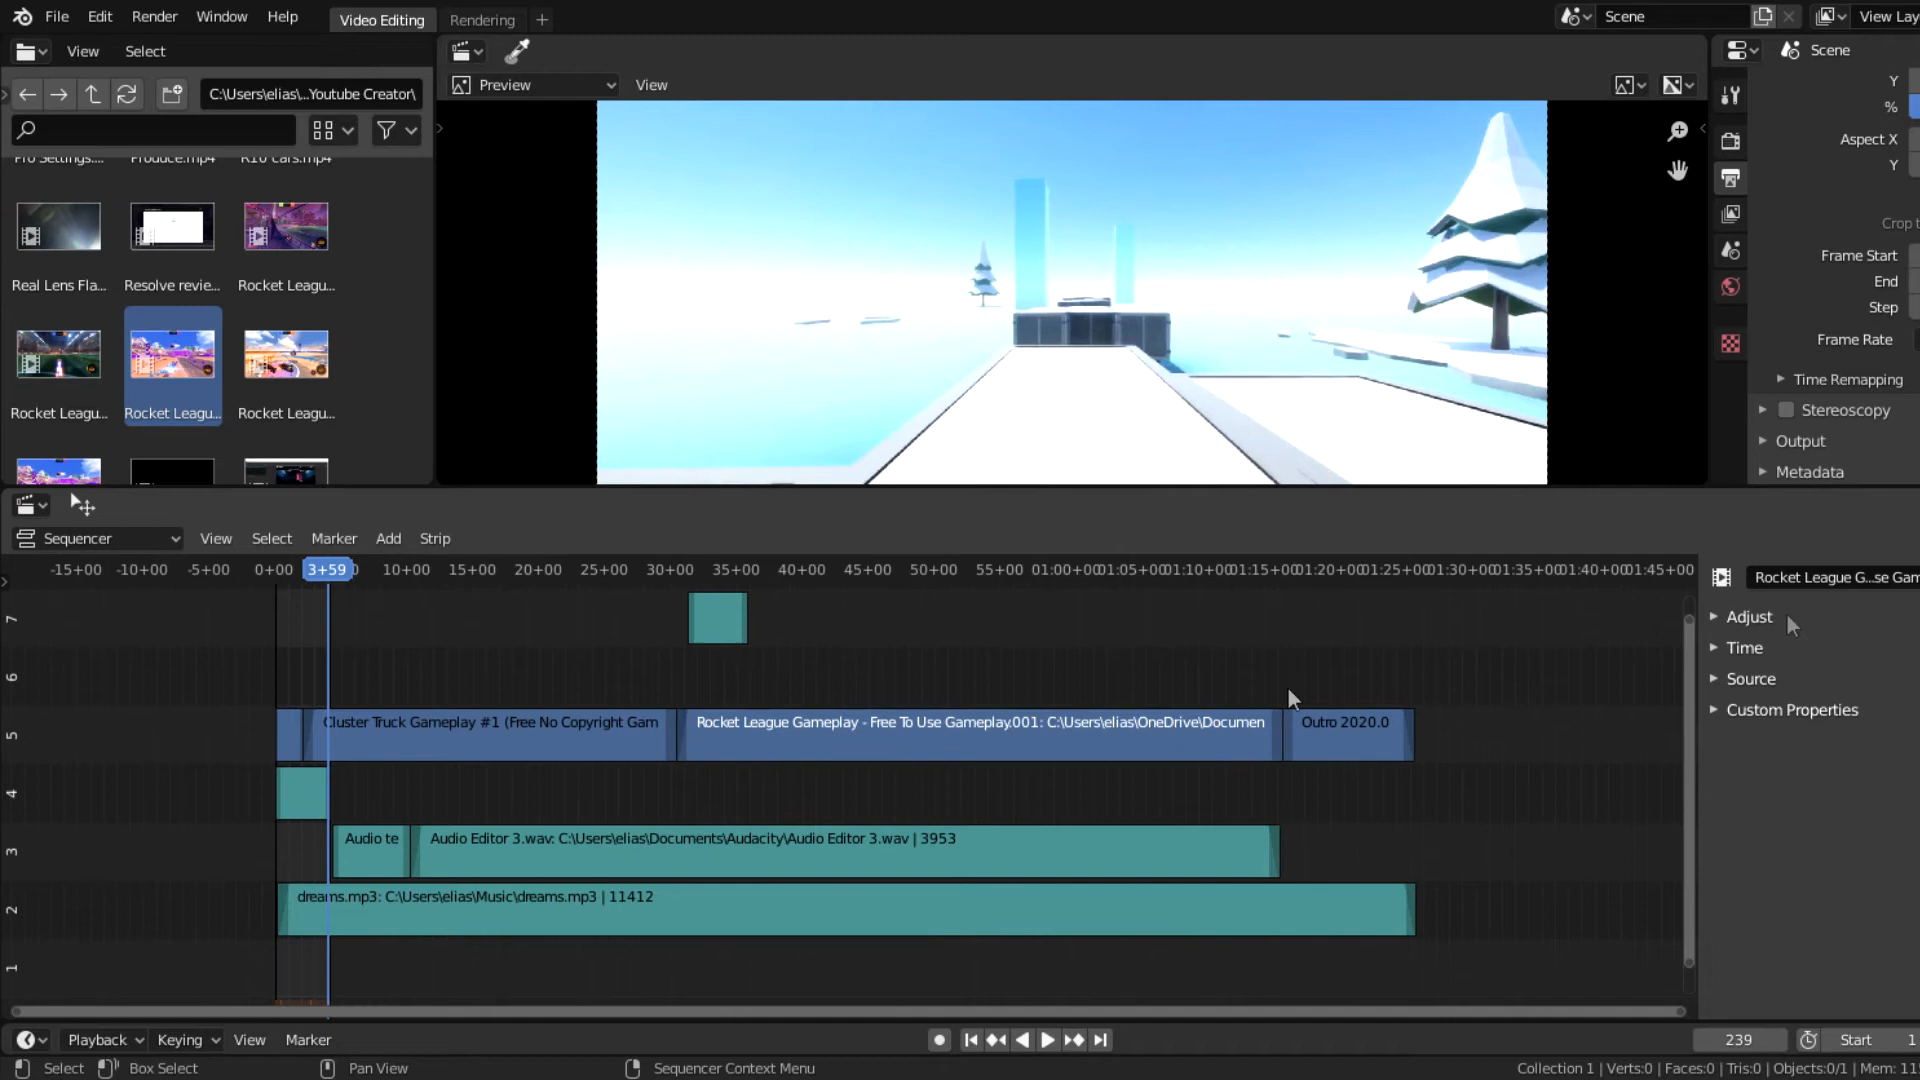 File Edit Render Window Help Video Editing Rendering + Scene View Lay
View Select Scene
C:\Users\elias\..Youtube Creator\ Preview View Y
%
Aspect X
Y
Pro Settings.... Produce.mp4 R10 cars.mp4
Crop t
Frame Start
End
Step
Frame Rate
Time Remapping
Stereoscopy
Output
Metadata
Real Lens Fla... Resolve revie... Rocket Leagu...
Rocket Leagu... Rocket Leagu... Rocket Leagu...
Sequencer View Select Marker Add Strip
-15+00 -10+00 -5+00 0+00 3+59 10+00 15+00 20+00 25+00 30+00 35+00 40+00 45+00 50+00 55+00 01:00+00 01:05+00 01:10+00 01:15+00 01:20+00 01:25+00 01:30+00 01:35+00 01:40+00 01:45+00
Rocket League G...se Gam
Adjust
Time
Source
Custom Properties
7
6
5 Cluster Truck Gameplay #1 (Free No Copyright Gam Rocket League Gameplay - Free To Use Gameplay.001: C:\Users\elias\OneDrive\Documen Outro 2020.0
4
3 Audio te Audio Editor 3.wav: C:\Users\elias\Documents\Audacity\Audio Editor 3.wav | 3953
2 dreams.mp3: C:\Users\elias\Music\dreams.mp3 | 11412
1
Playback Keying View Marker 239 Start 1
Select Box Select Pan View Sequencer Context Menu Collection 1 | Verts:0 | Faces:0 | Tris:0 | Objects:0/1 | Mem: 11